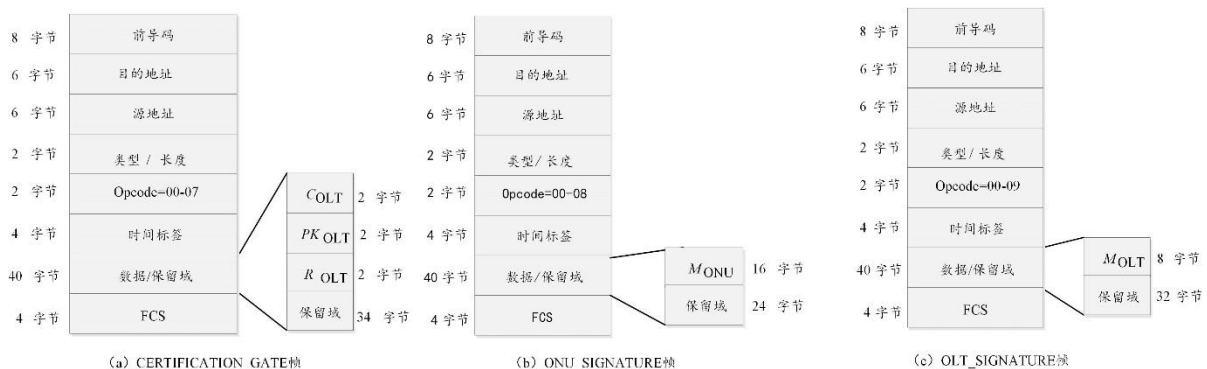 8 字节 前导码
6 字节 目的地址
6 字节 源地址
2 字节 类型 / 长度
2 字节 Opcode=00-07
4 字节 时间标签
40 字节 数据/保留域
4 字节 FCS
COLT 2 字节
PK OLT 2 字节
R OLT 2 字节
保留域 34 字节
(a) CERTIFICATION GATE帧
8 字节 前导码
6 字节 目的地址
6 字节 源地址
2 字节 类型/ 长度
2 字节 Opcode=00-08
4 字节 时间标签
40 字节 数据/保留域
4 字节 FCS
MONU 16 字节
保留域 24 字节
(b) ONU SIGNATURE帧
8 字节 前导码
6 字节 目的地址
6 字节 源地址
2 字节 类型/ 长度
2 字节 Opcode=00-09
4 字节 时间标签
40 字节 数据/保留域
4 字节 FCS
MOLT 8 字节
保留域 32 字节
(c) OLT_SIGNATURE帧